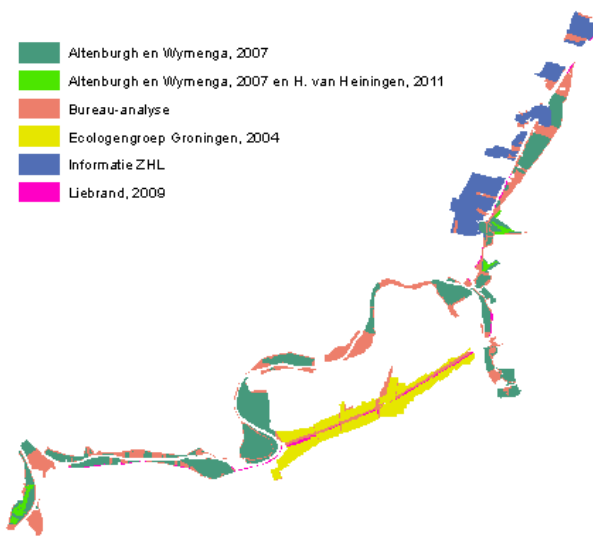 Altenburgh en Wymenga, 2007
Altenburgh en Wymenga, 2007 en H. van Heiningen, 2011
Bureau-analyse
Ecologengroep Groningen, 2004
Informatie ZHL
Liebrand, 2009